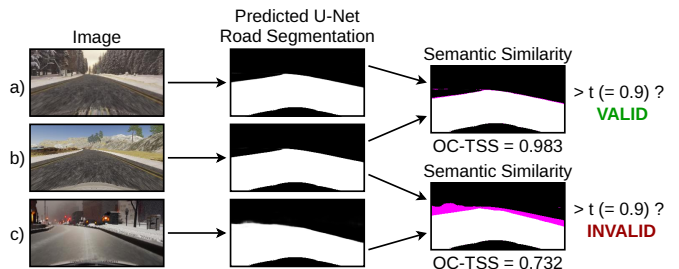 Image
Predicted U-Net
Road Segmentation
Semantic Similarity
a)
> t (= 0.9) ?
VALID
OC-TSS = 0.983
b)
Semantic Similarity
c)
> t (= 0.9) ?
INVALID
OC-TSS = 0.732